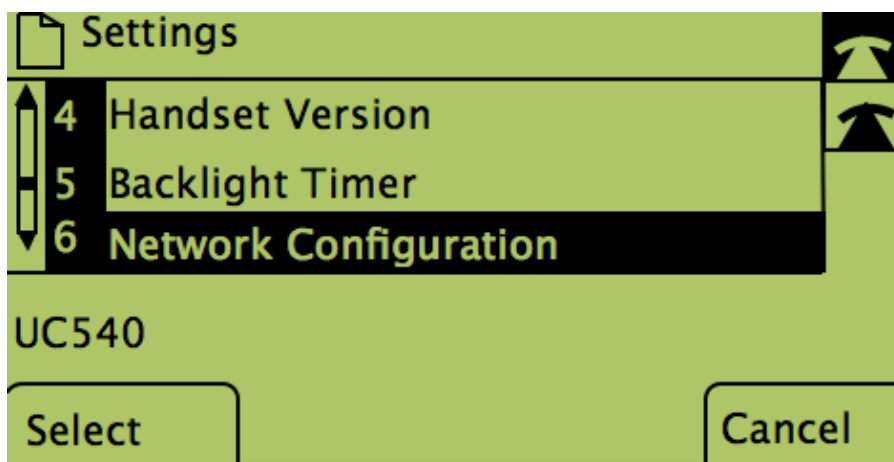 Settings
4 Handset Version
5 Backlight Timer
6 Network Configuration
UC540
Select Cancel